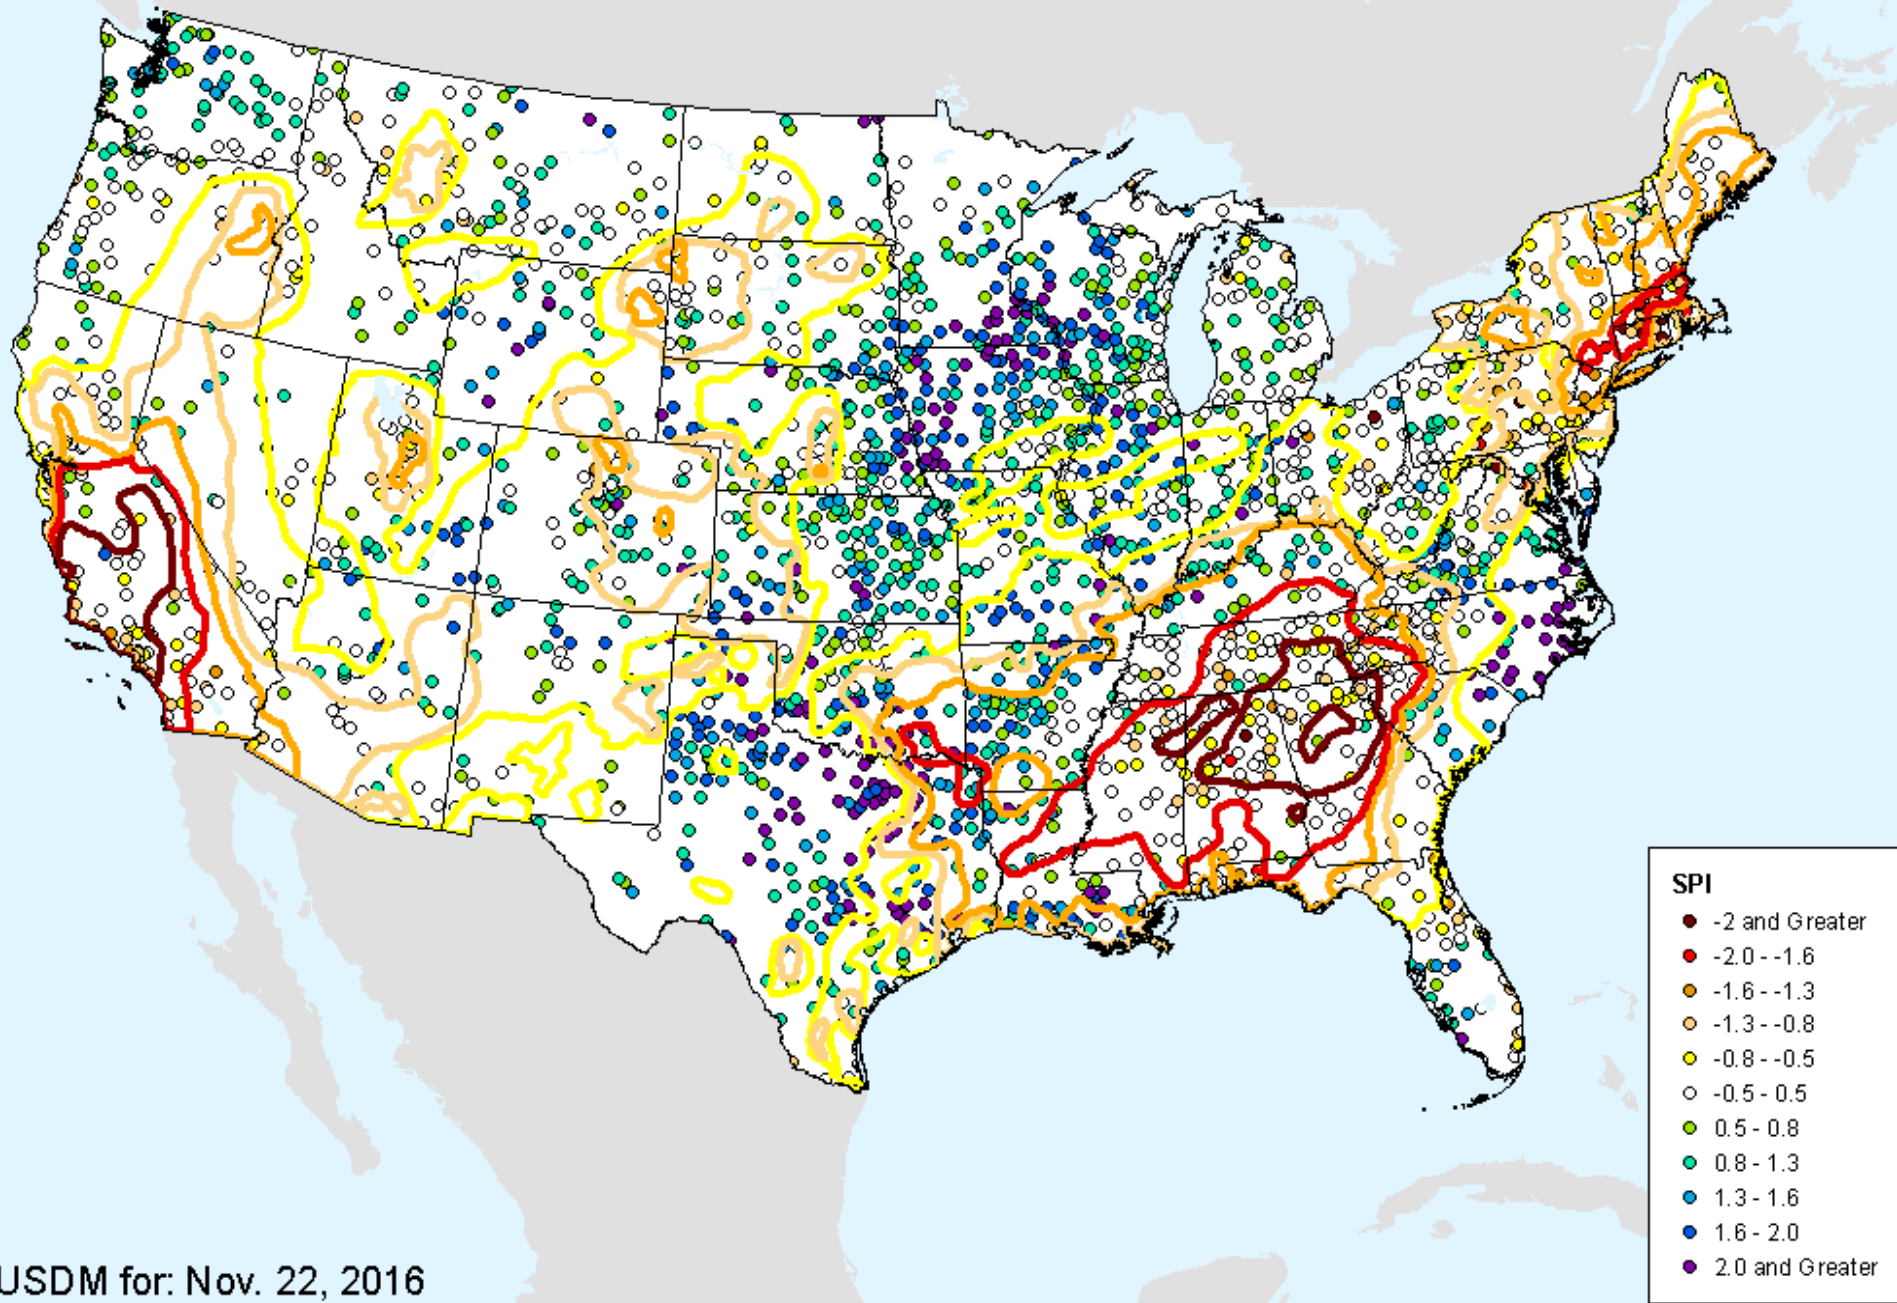 SPI
-2 and Greater
-2.0 - -1.6
-1.6 - -1.3
-1.3 - -0.8
-0.8 - -0.5
-0.5 - 0.5
0.5 - 0.8
0.8 - 1.3
1.3 - 1.6
1.6 - 2.0
2.0 and Greater
USDM for: Nov. 22, 2016